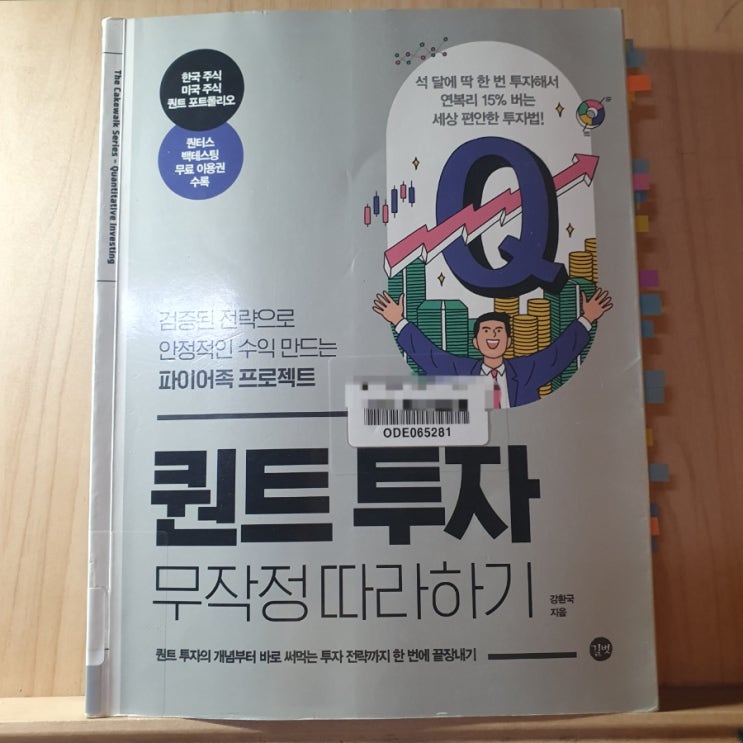 The Cakewalk Series - Quantitative Investing
한국 주식
미국 주식
퀀트 포트폴리오
퀀터스
백테스팅
무료 이용권
수록
석 달에 딱 한 번 투자해서
연복리 15% 버는
세상 편안한 투자법!
Q
검증된 전략으로
안정적인 수익 만드는
파이어족 프로젝트
ODE065281
퀀트 투자
무작정 따라하기
강환국
지음
퀀트 투자의 개념부터 바로 써먹는 투자 전략까지 한 번에 끝장내기
길벗